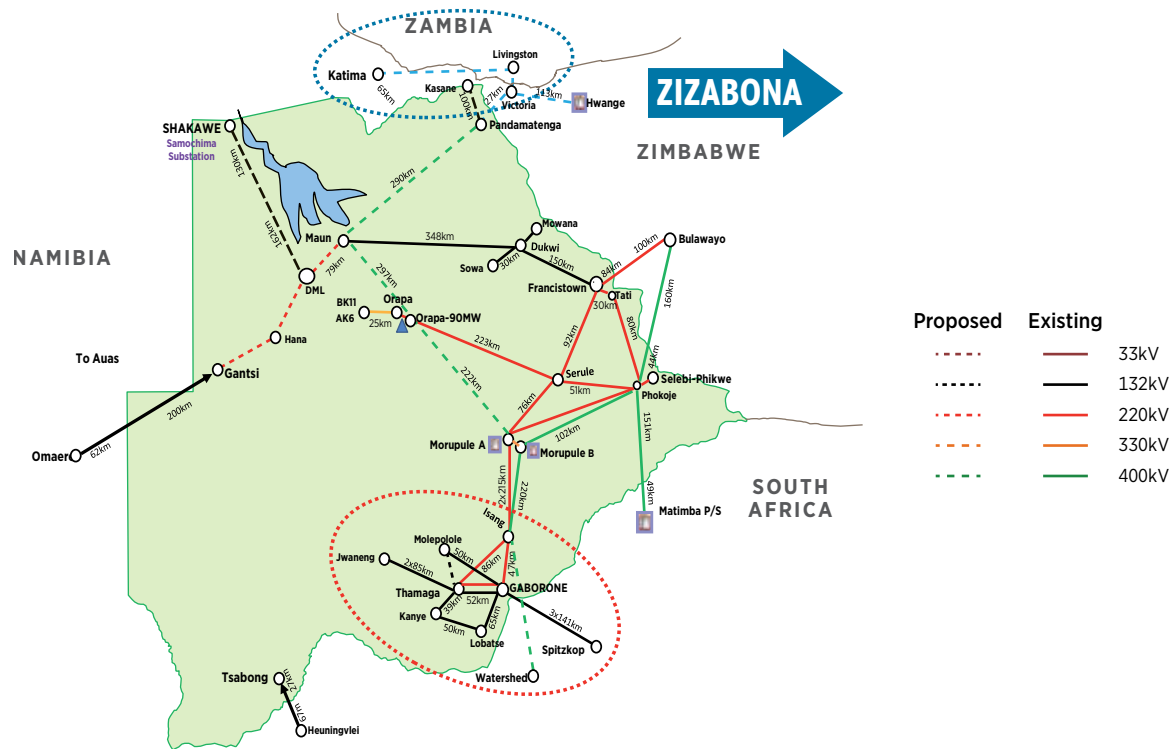 ZAMBIA
Livingston
Katima
65km
Kasane
100km
27km
Victoria
143km
Hwange
ZIZABONA
Pandamatenga
ZIMBABWE
SHAKAWE
Samochima
Substation
130km
162km
290km
NAMIBIA
Maun
348km
Mowana
Dukwi
Sowa
30km
150km
Bulawayo
100km
84km
79km
297km
DML
Francistown
Tati
30km
160km
BK11
AK6
Orapa
25km
Orapa-90MW
223km
92km
80km
Hana
To Auas
Gantsi
200km
62km
Omaere
222km
Serule
51km
76km
44km
Selebi-Phikwe
Phokoje
151km
49km
Matimba P/S
Morupule A
102km
Morupule B
2x215km
220km
SOUTH
AFRICA
Isang
Molepolole
50km
86km
47km
Jwaneng
2x85km
Thamaga
52km
GABORONE
39km
65km
Kanye
50km
Lobatse
3x141km
Spitzkop
Watershed
Tsabong
27km
67m
Heuningvlei
Proposed Existing
33kV
132kV
220kV
330kV
400kV